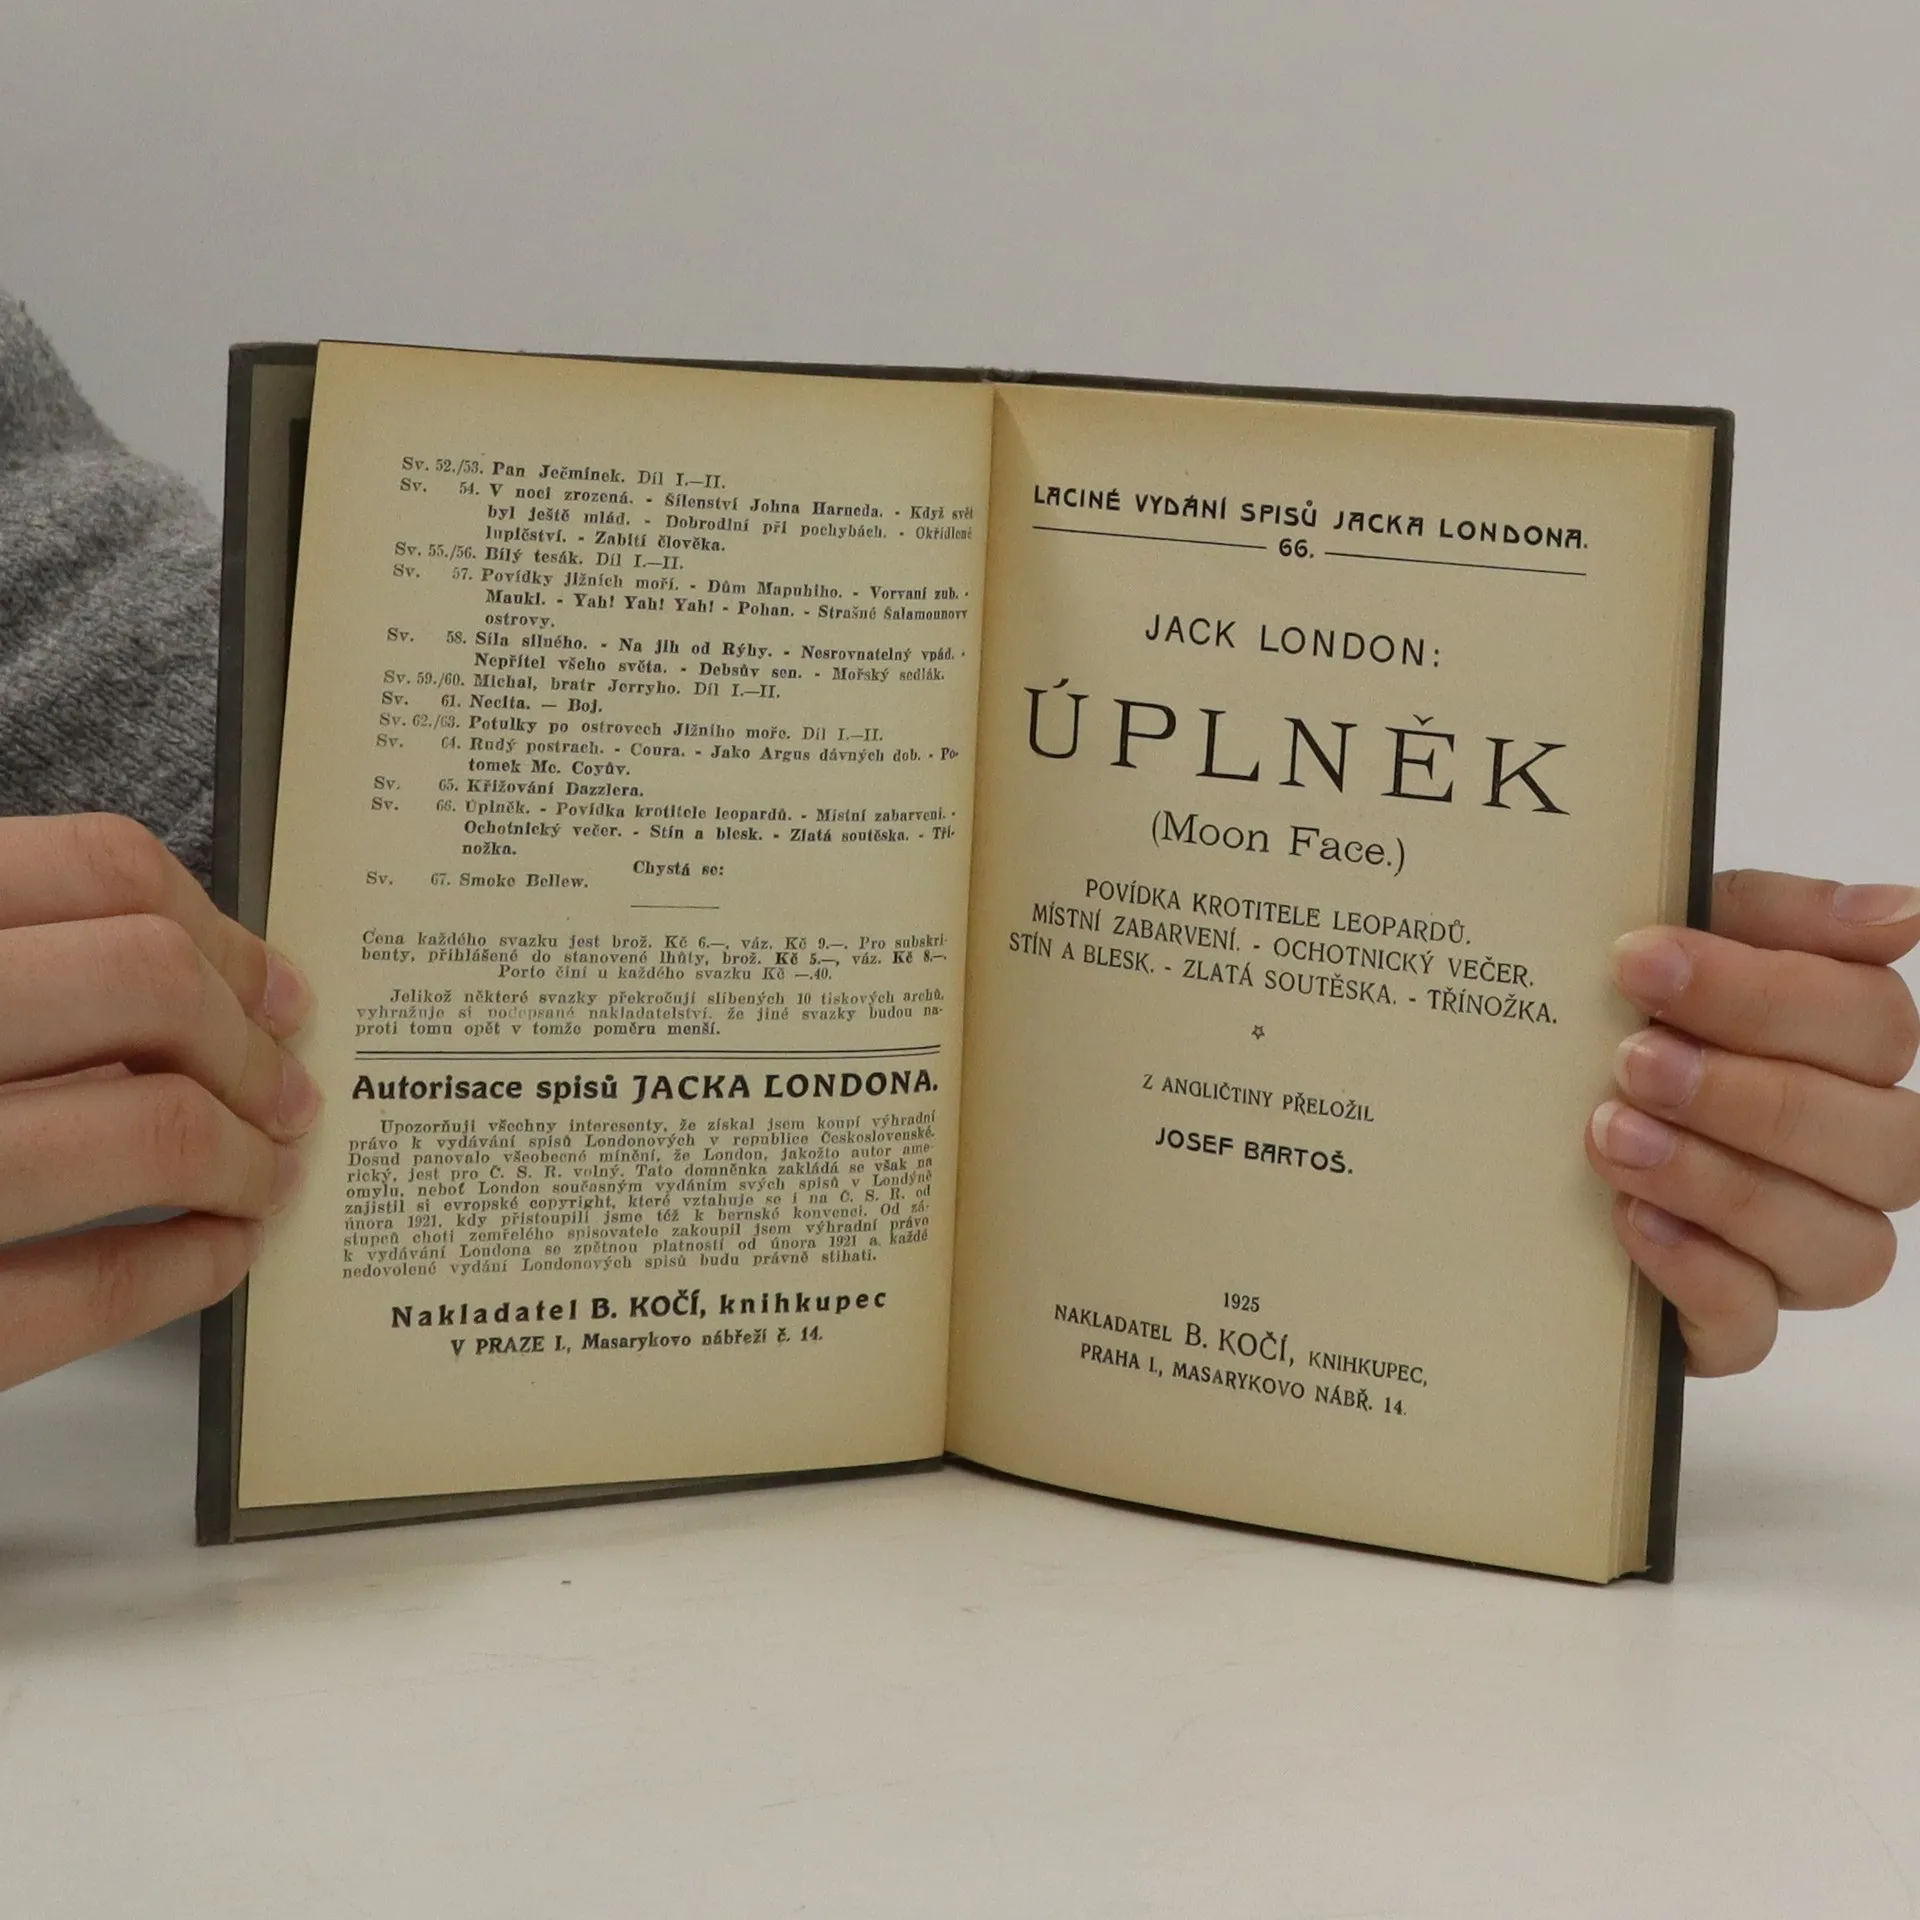 Sv. 52./53. Pan Ječmínek. Díl I.—II.
Sv. 54. V noci zrozená. - Šílenství Johna Harneda. - Když svět
byl ještě mlád. - Dobrodiní při pochybách. - Okřídlené
lupičství. - Zabití člověka.
Sv. 55./56. Bílý tesák. Díl I.—II.
Sv. 57. Povídky jižních moří. - Dům Mapuhiho. - Vorvaní zub. -
Mauki. - Yah! Yah! Yah! - Pohan. - Strašné Šalamounovy
ostrovy.
Sv. 58. Síla silného. - Na jih od Rýhy. - Nesrovnatelný vpád. -
Nepřítel všeho světa. - Debsův sen. - Mořský sedlák.
Sv. 59./60. Michal, bratr Jerryho. Díl I.—II.
Sv. 61. Necita. — Boj.
Sv. 62./63. Potulky po ostrovech Jižního moře. Díl I.—II.
Sv. 64. Rudý postrach. - Coura. - Jako Argus dávných dob. - Po-
tomek Mc. Coyův.
Sv. 65. Křižování Dazzlera.
Sv. 66. Úplněk. - Povídka krotitele leopardů. - Místní zabarvení. -
Ochotnický večer. - Stín a blesk. - Zlatá soutěska. - Tří-
nožka.
Chystá se:
Sv. 67. Smoke Bellew.
Cena každého svazku jest brož. Kč 6.—, váz. Kč 9.—. Pro subskri-
benty, přihlášené do stanovené lhůty, brož. Kč 5.—, váz. Kč 8.—.
Porto činí u každého svazku Kč —.40.
Jelikož některé svazky překročují slíbených 10 tiskových archů,
vyhražuje si podepsané nakladatelství, že jiné svazky budou na-
proti tomu opět v tomže poměru menší.
Autorisace spisů JACKA LONDONA.
Upozorňuji všechny interesenty, že získal jsem koupí výhradní
právo k vydávání spisů Londonových v republice Československé.
Dosud panovalo všeobecné mínění, že London, jakožto autor ame-
rický, jest pro Č. S. R. volný. Tato domněnka zakládá se však na
omylu, neboť London současným vydáním svých spisů v Londýně
zajistil si evropské copyright, které vztahuje se i na Č. S. R. od
února 1921, kdy přistoupili jsme též k bernské konvenci. Od zá-
stupců choti zemřelého spisovatele zakoupil jsem výhradní právo
k vydávání Londona se zpětnou platností od února 1921 a každé
nedovolené vydání Londonových spisů budu právně stíhati.
Nakladatel B. KOČÍ, knihkupec
V PRAZE I., Masarykovo nábřeží č. 14.
LACINÉ VYDÁNÍ SPISŮ JACKA LONDONA.
66.
JACK LONDON:
ÚPLNĚK
(Moon Face.)
POVÍDKA KROTITELE LEOPARDŮ.
MÍSTNÍ ZABARVENÍ. - OCHOTNICKÝ VEČER.
STÍN A BLESK. - ZLATÁ SOUTĚSKA. - TŘÍNOŽKA.
Z ANGLIČTINY PŘELOŽIL
JOSEF BARTOŠ.
1925
NAKLADATEL B. KOČÍ, KNIHKUPEC,
PRAHA I., MASARYKOVO NÁBŘ. 14.